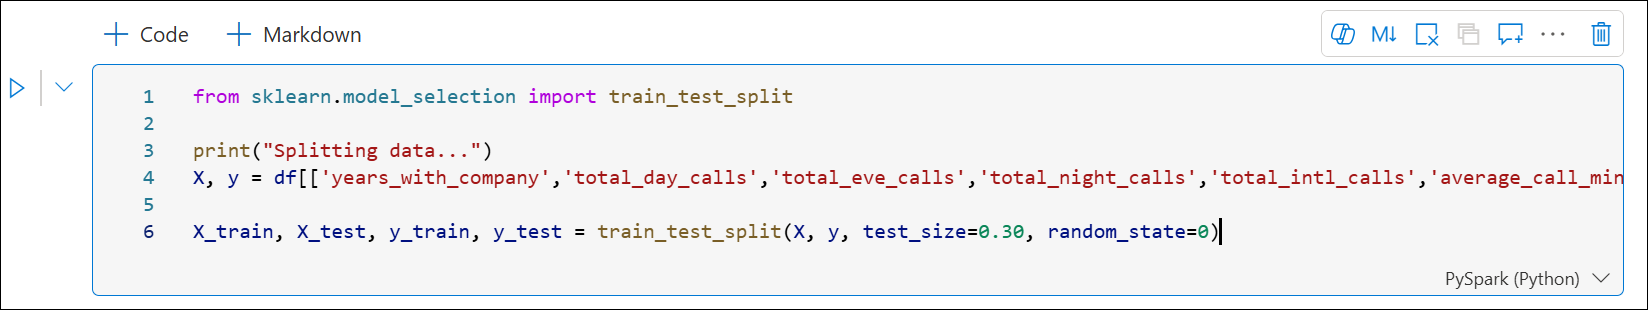 Code Markdown M↓ ...
1 from sklearn.model_selection import train_test_split
2
3 print("Splitting data...")
4 X, y = df[['years_with_company','total_day_calls','total_eve_calls','total_night_calls','total_intl_calls','average_call_min
5
6 X_train, X_test, y_train, y_test = train_test_split(X, y, test_size=0.30, random_state=0)
PySpark (Python)